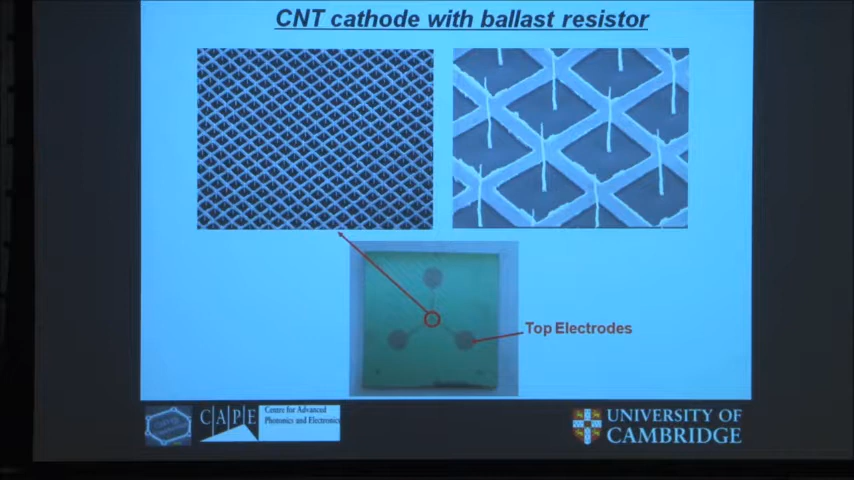 CNT cathode with ballast resistor
Top Electrodes
CAPE
Centre for Advanced
Photonics and Electronics
UNIVERSITY OF
CAMBRIDGE